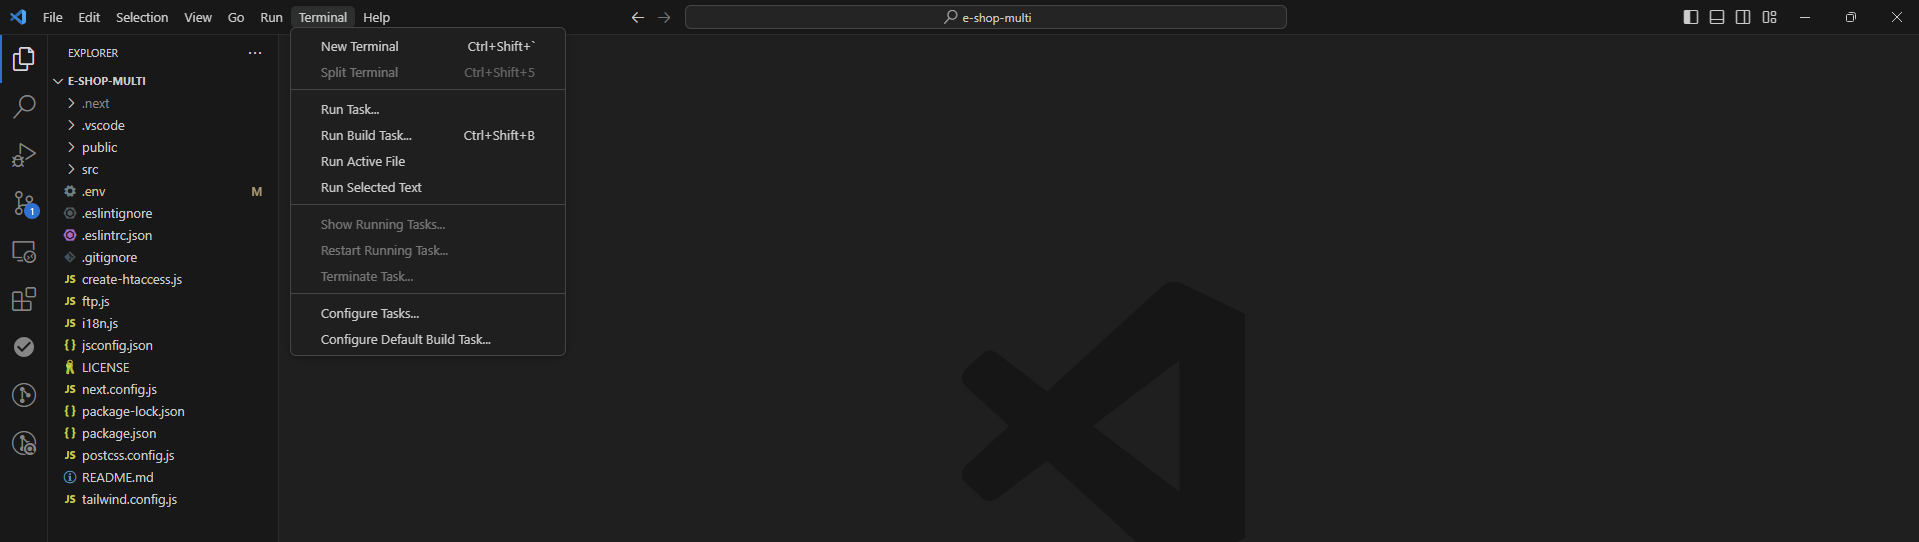 File Edit Selection View Go Run Terminal Help
e-shop-multi
EXPLORER
E-SHOP-MULTI
.next
.vscode
public
src
.env M
.eslintignore
.eslintrc.json
.gitignore
JS create-htaccess.js
JS ftp.js
JS i18n.js
{} jsconfig.json
LICENSE
JS next.config.js
{} package-lock.json
{} package.json
JS postcss.config.js
README.md
JS tailwind.config.js
1
New Terminal Ctrl+Shift+`
Split Terminal Ctrl+Shift+5
Run Task...
Run Build Task... Ctrl+Shift+B
Run Active File
Run Selected Text
Show Running Tasks...
Restart Running Task...
Terminate Task...
Configure Tasks...
Configure Default Build Task...